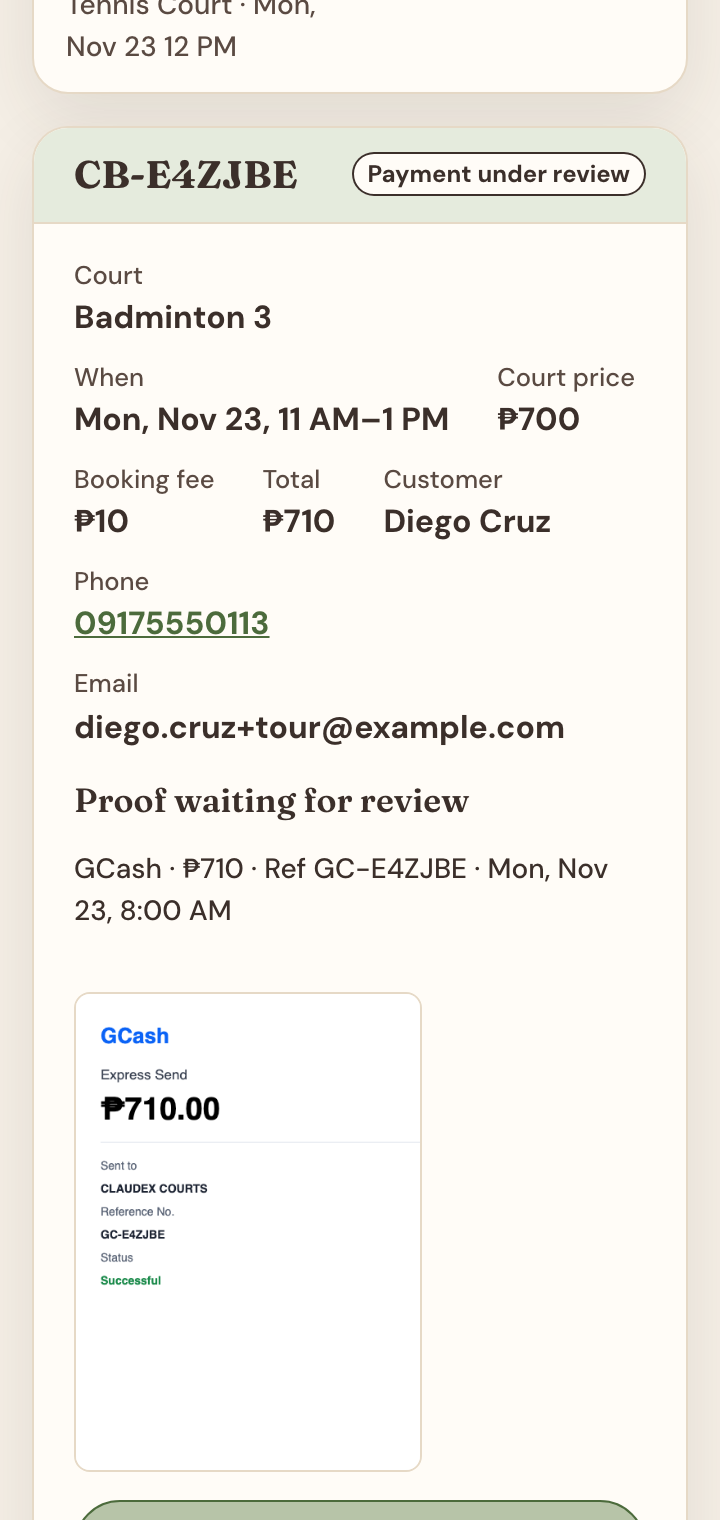 Tennis Court · Mon,
Nov 23 12 PM
CB-E4ZJBE
Payment under review
Court
Badminton 3
When
Court price
Mon, Nov 23, 11 AM–1 PM
₱700
Booking fee
Total
Customer
₱10
₱710
Diego Cruz
Phone
09175550113
Email
diego.cruz+tour@example.com
Proof waiting for review
GCash · ₱710 · Ref GC-E4ZJBE · Mon, Nov
23, 8:00 AM
GCash
Express Send
₱710.00
Sent to
CLAUDEX COURTS
Reference No.
GC-E4ZJBE
Status
Successful